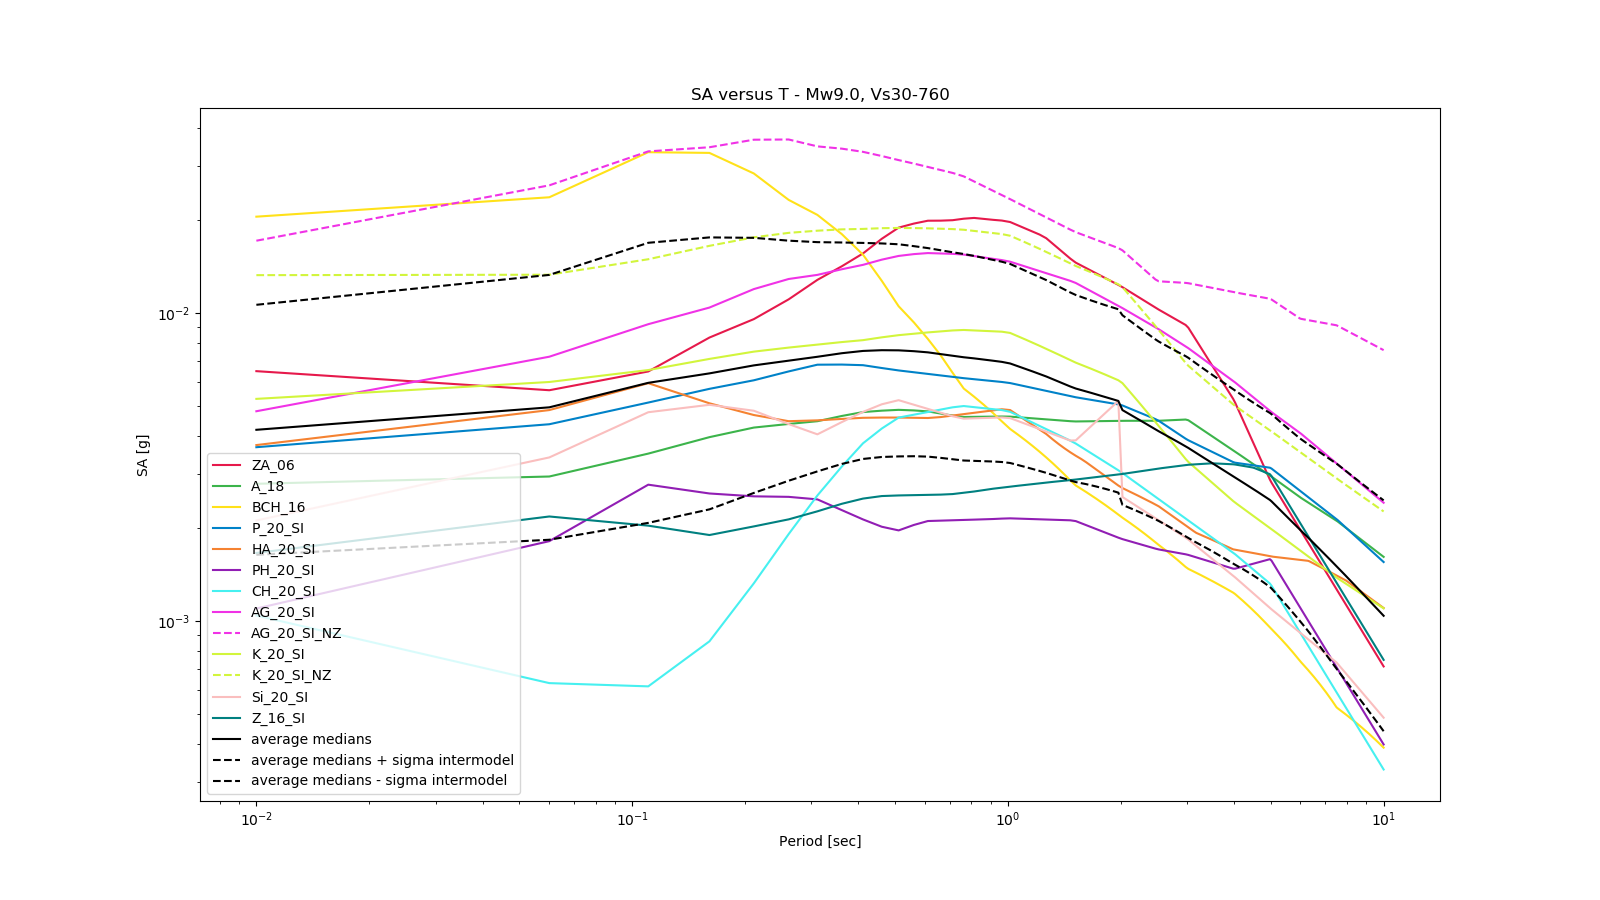 SA versus T - Mw9.0, Vs30-760
SA [g]
10⁻²
10⁻³
ZA_06
A_18
BCH_16
P_20_SI
HA_20_SI
PH_20_SI
CH_20_SI
AG_20_SI
AG_20_SI_NZ
K_20_SI
K_20_SI_NZ
Si_20_SI
Z_16_SI
average medians
average medians + sigma intermodel
average medians - sigma intermodel
10⁻² 10⁻¹ 10⁰ 10¹
Period [sec]